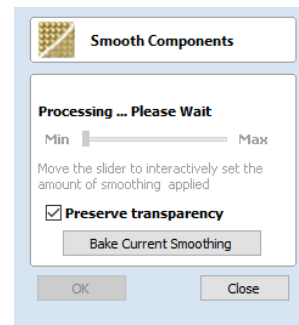 Smooth Components
Processing ... Please Wait
Min Max
Move the slider to interactively set the
amount of smoothing applied
Preserve transparency
Bake Current Smoothing
OK Close